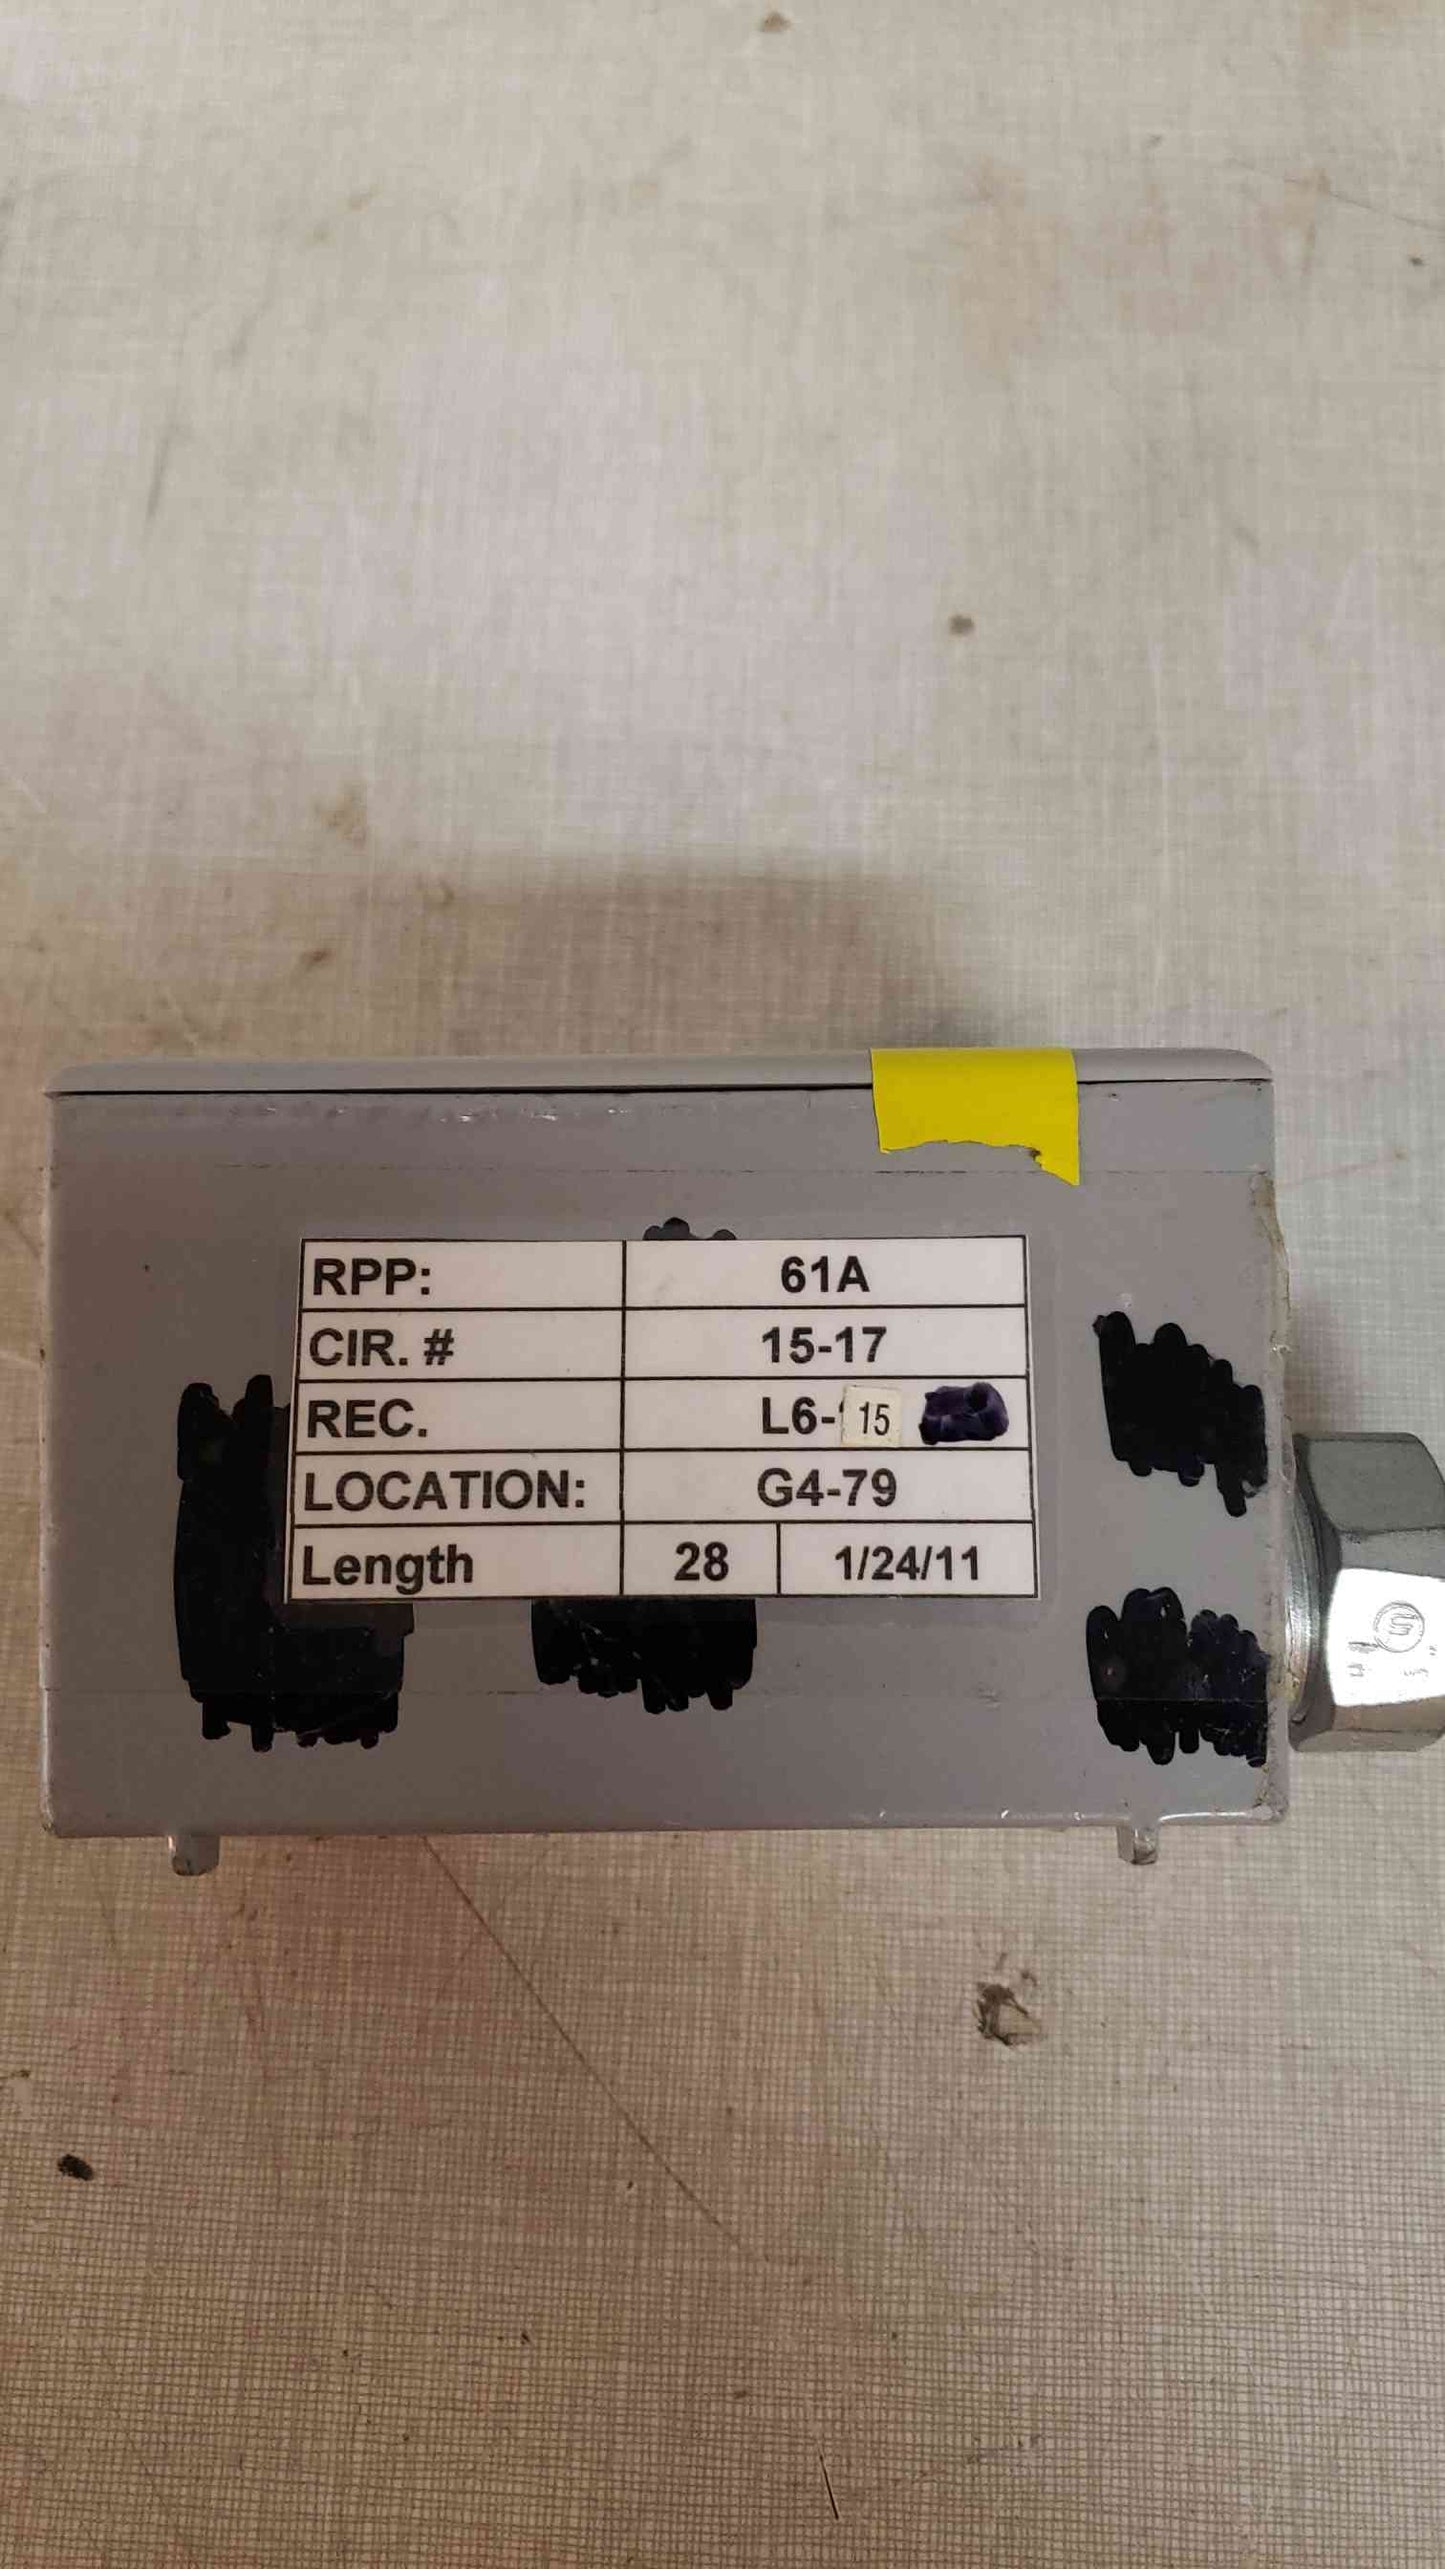 RPP: 61A
CIR. # 15-17
REC. L6-15
LOCATION: G4-79
Length 28 1/24/11